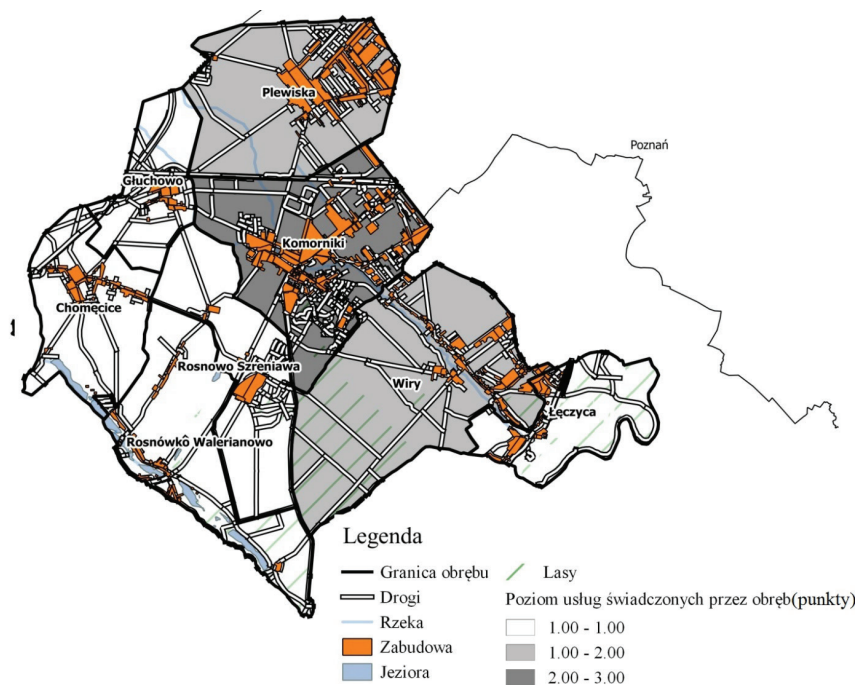 Plewiska
Poznań
Głuchowo
Komorniki
Chomęcice
d
Rosnowo Szreniawa
Wiry
Łęczyca
Rosnówko Walerianowo
Legenda
Granica obrębu
Drogi
Rzeka
Zabudowa
Jeziora
Lasy
Poziom usług świadczonych przez obręb(punkty)
1.00 - 1.00
1.00 - 2.00
2.00 - 3.00